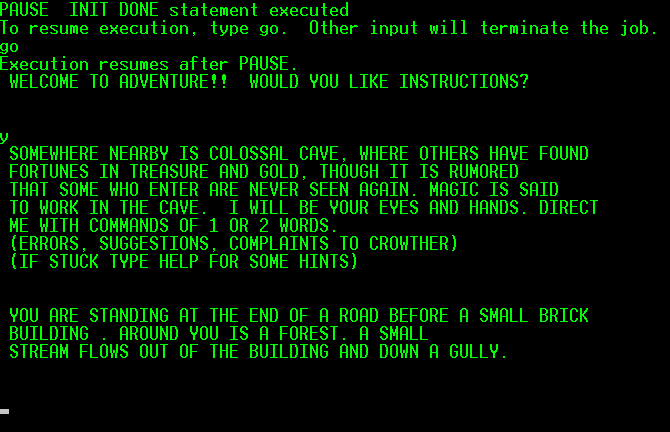 PAUSE  INIT DONE statement executed
To resume execution, type go.  Other input will terminate the job.
go
Execution resumes after PAUSE.
WELCOME TO ADVENTURE!!  WOULD YOU LIKE INSTRUCTIONS?
y
SOMEWHERE NEARBY IS COLOSSAL CAVE, WHERE OTHERS HAVE FOUND
FORTUNES IN TREASURE AND GOLD, THOUGH IT IS RUMORED
THAT SOME WHO ENTER ARE NEVER SEEN AGAIN. MAGIC IS SAID
TO WORK IN THE CAVE.  I WILL BE YOUR EYES AND HANDS. DIRECT
ME WITH COMMANDS OF 1 OR 2 WORDS.
(ERRORS, SUGGESTIONS, COMPLAINTS TO CROWTHER)
(IF STUCK TYPE HELP FOR SOME HINTS)
YOU ARE STANDING AT THE END OF A ROAD BEFORE A SMALL BRICK
BUILDING . AROUND YOU IS A FOREST. A SMALL
STREAM FLOWS OUT OF THE BUILDING AND DOWN A GULLY.